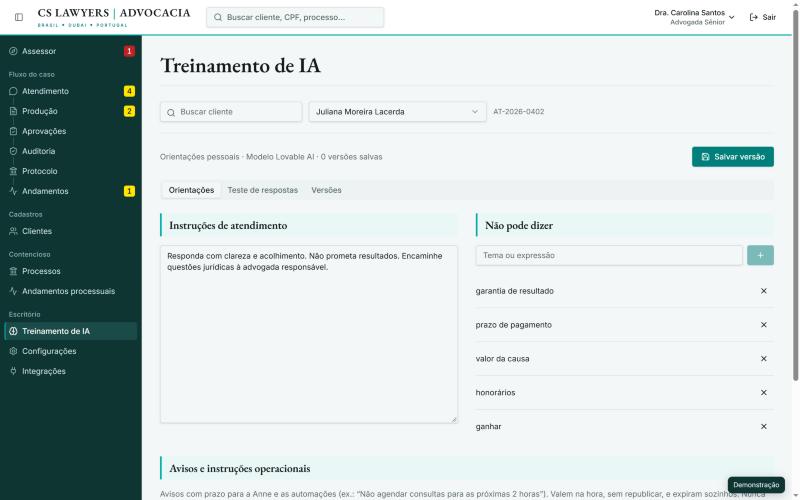 CS LAWYERS | ADVOCACIA
BRASIL • DUBAI • PORTUGAL
Buscar cliente, CPF, processo...
Dra. Carolina Santos
Advogada Sênior
Sair
Assessor 1
Fluxo do caso
Atendimento 4
Produção 2
Aprovações
Auditoria
Protocolo
Andamentos 1
Cadastros
Clientes
Contencioso
Processos
Andamentos processuais
Escritório
Treinamento de IA
Configurações
Integrações
Treinamento de IA
Buscar cliente
Juliana Moreira Lacerda
AT-2026-0402
Orientações pessoais · Modelo Lovable AI · 0 versões salvas
Salvar versão
Orientações Teste de respostas Versões
Instruções de atendimento
Responda com clareza e acolhimento. Não prometa resultados. Encaminhe
questões jurídicas à advogada responsável.
Não pode dizer
Tema ou expressão
garantia de resultado
prazo de pagamento
valor da causa
honorários
ganhar
Avisos e instruções operacionais
Avisos com prazo para a Anne e as automações (ex.: “Não agendar consultas para as próximas 2 horas”). Valem na hora, sem republicar, e expiram sozinhos. Nunca
Demonstração